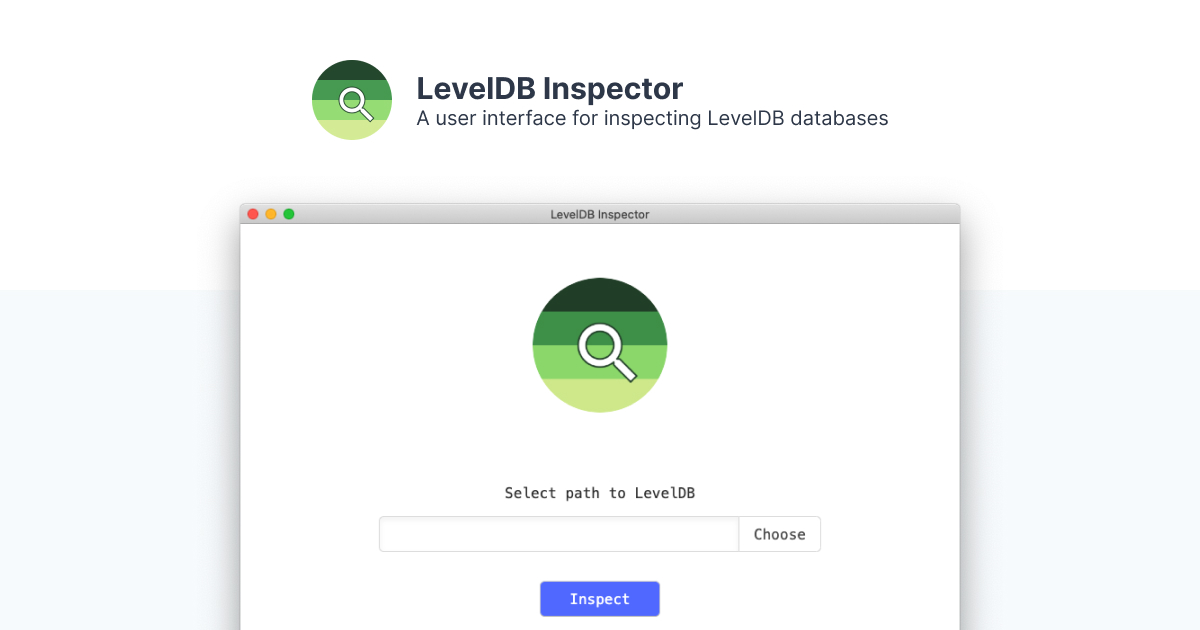 LevelDB Inspector
A user interface for inspecting LevelDB databases
LevelDB Inspector
Select path to LevelDB
Choose
Inspect